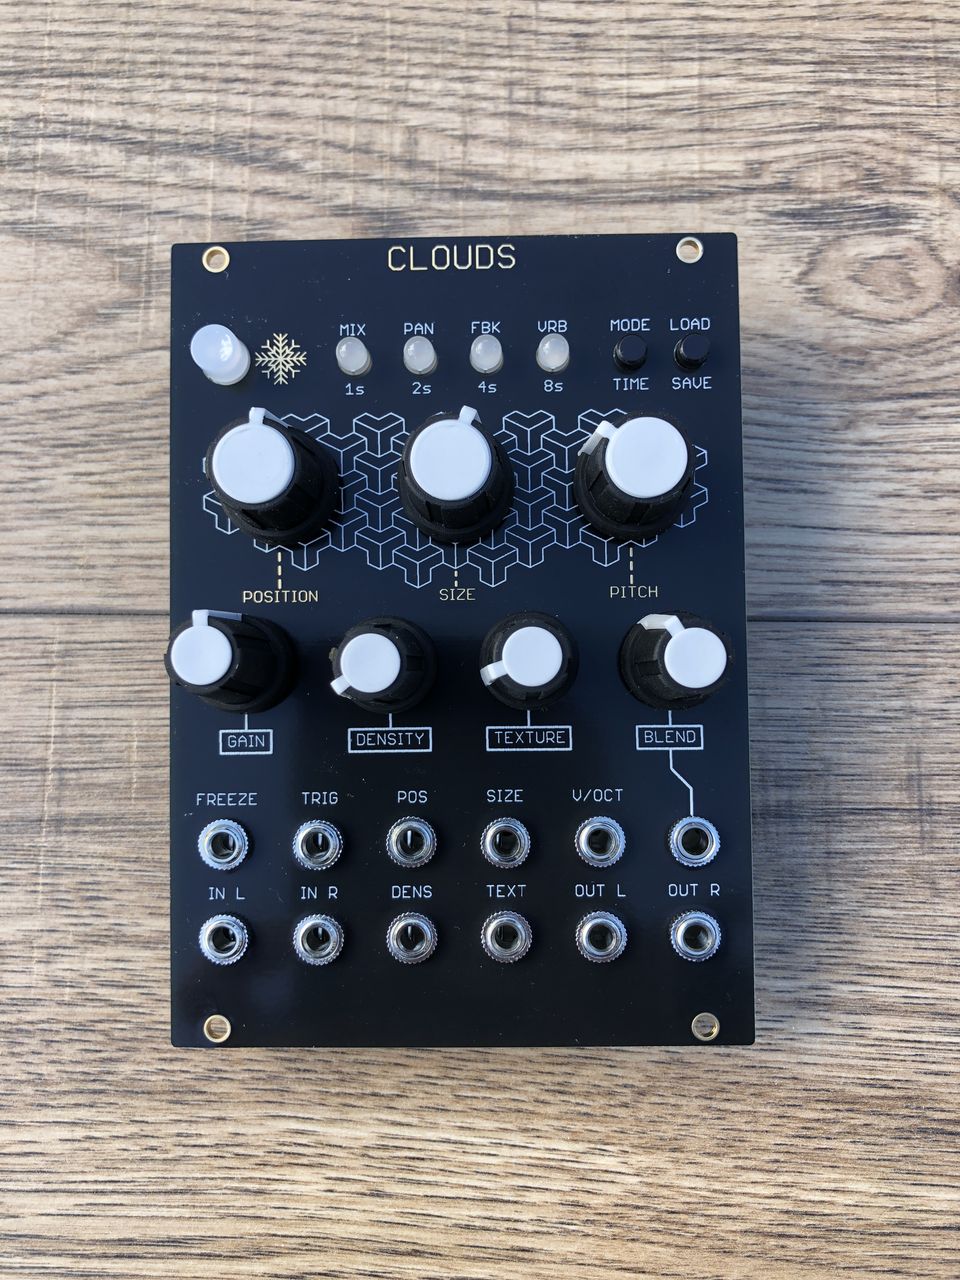 CLOUDS
MIX PAN FBK VRB MODE LOAD
1s 2s 4s 8s TIME SAVE
POSITION SIZE PITCH
GAIN DENSITY TEXTURE BLEND
FREEZE TRIG POS SIZE V/OCT
IN L IN R DENS TEXT OUT L OUT R